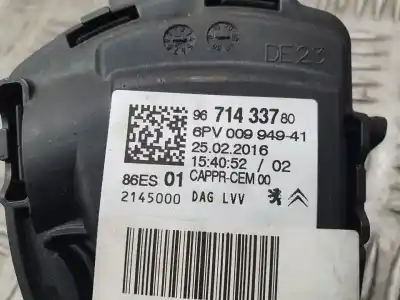 DE23
96 714 337 80
6PV 009 949-41
25.02.2016
15:40:52 / 02
86ES 01 CAPPR-CEM 00
2145000 DAG LVV